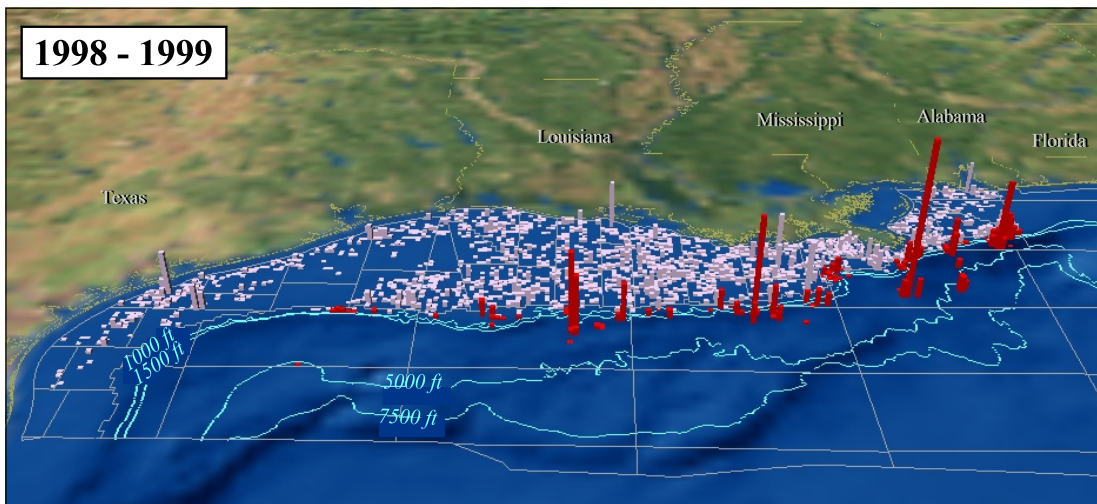 1998 - 1999
Alabama
Mississippi
Louisiana
Florida
Texas
1000 ft
1500 ft
5000 ft
7500 ft